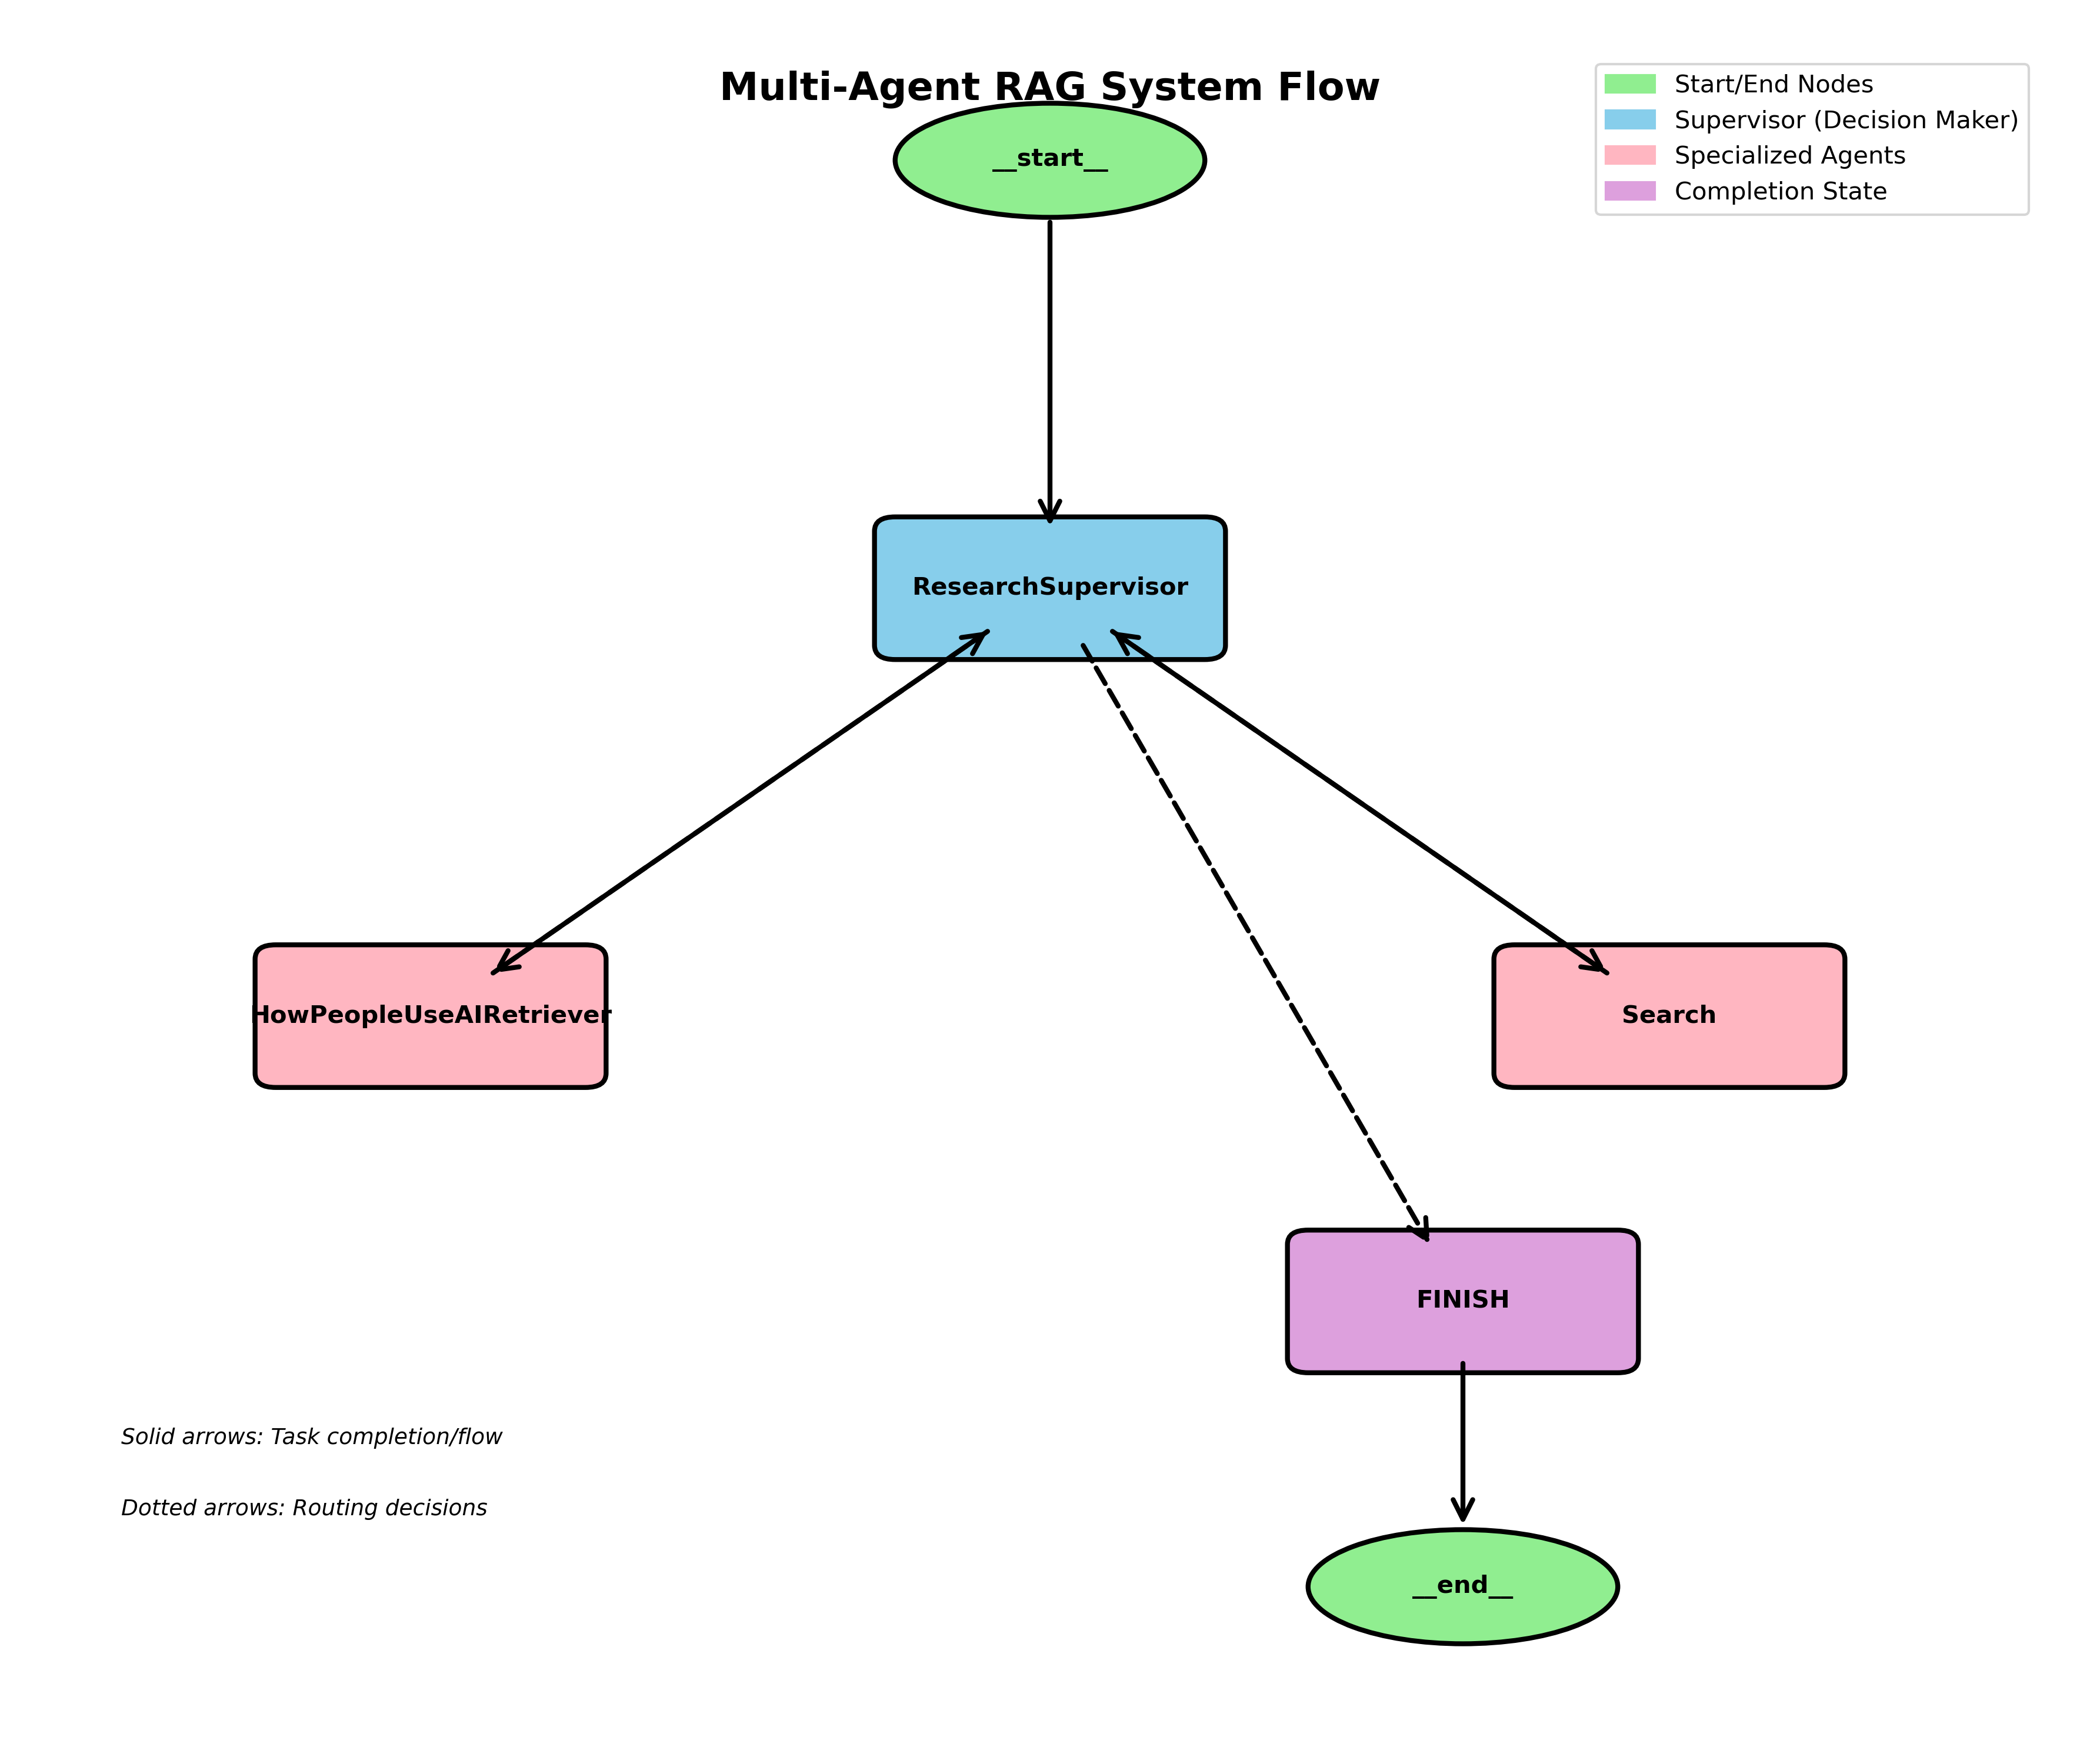 Multi-Agent RAG System Flow
Start/End Nodes
Supervisor (Decision Maker)
Specialized Agents
Completion State
__start__
ResearchSupervisor
HowPeopleUseAIRetriever
Search
FINISH
Solid arrows: Task completion/flow
Dotted arrows: Routing decisions
__end__